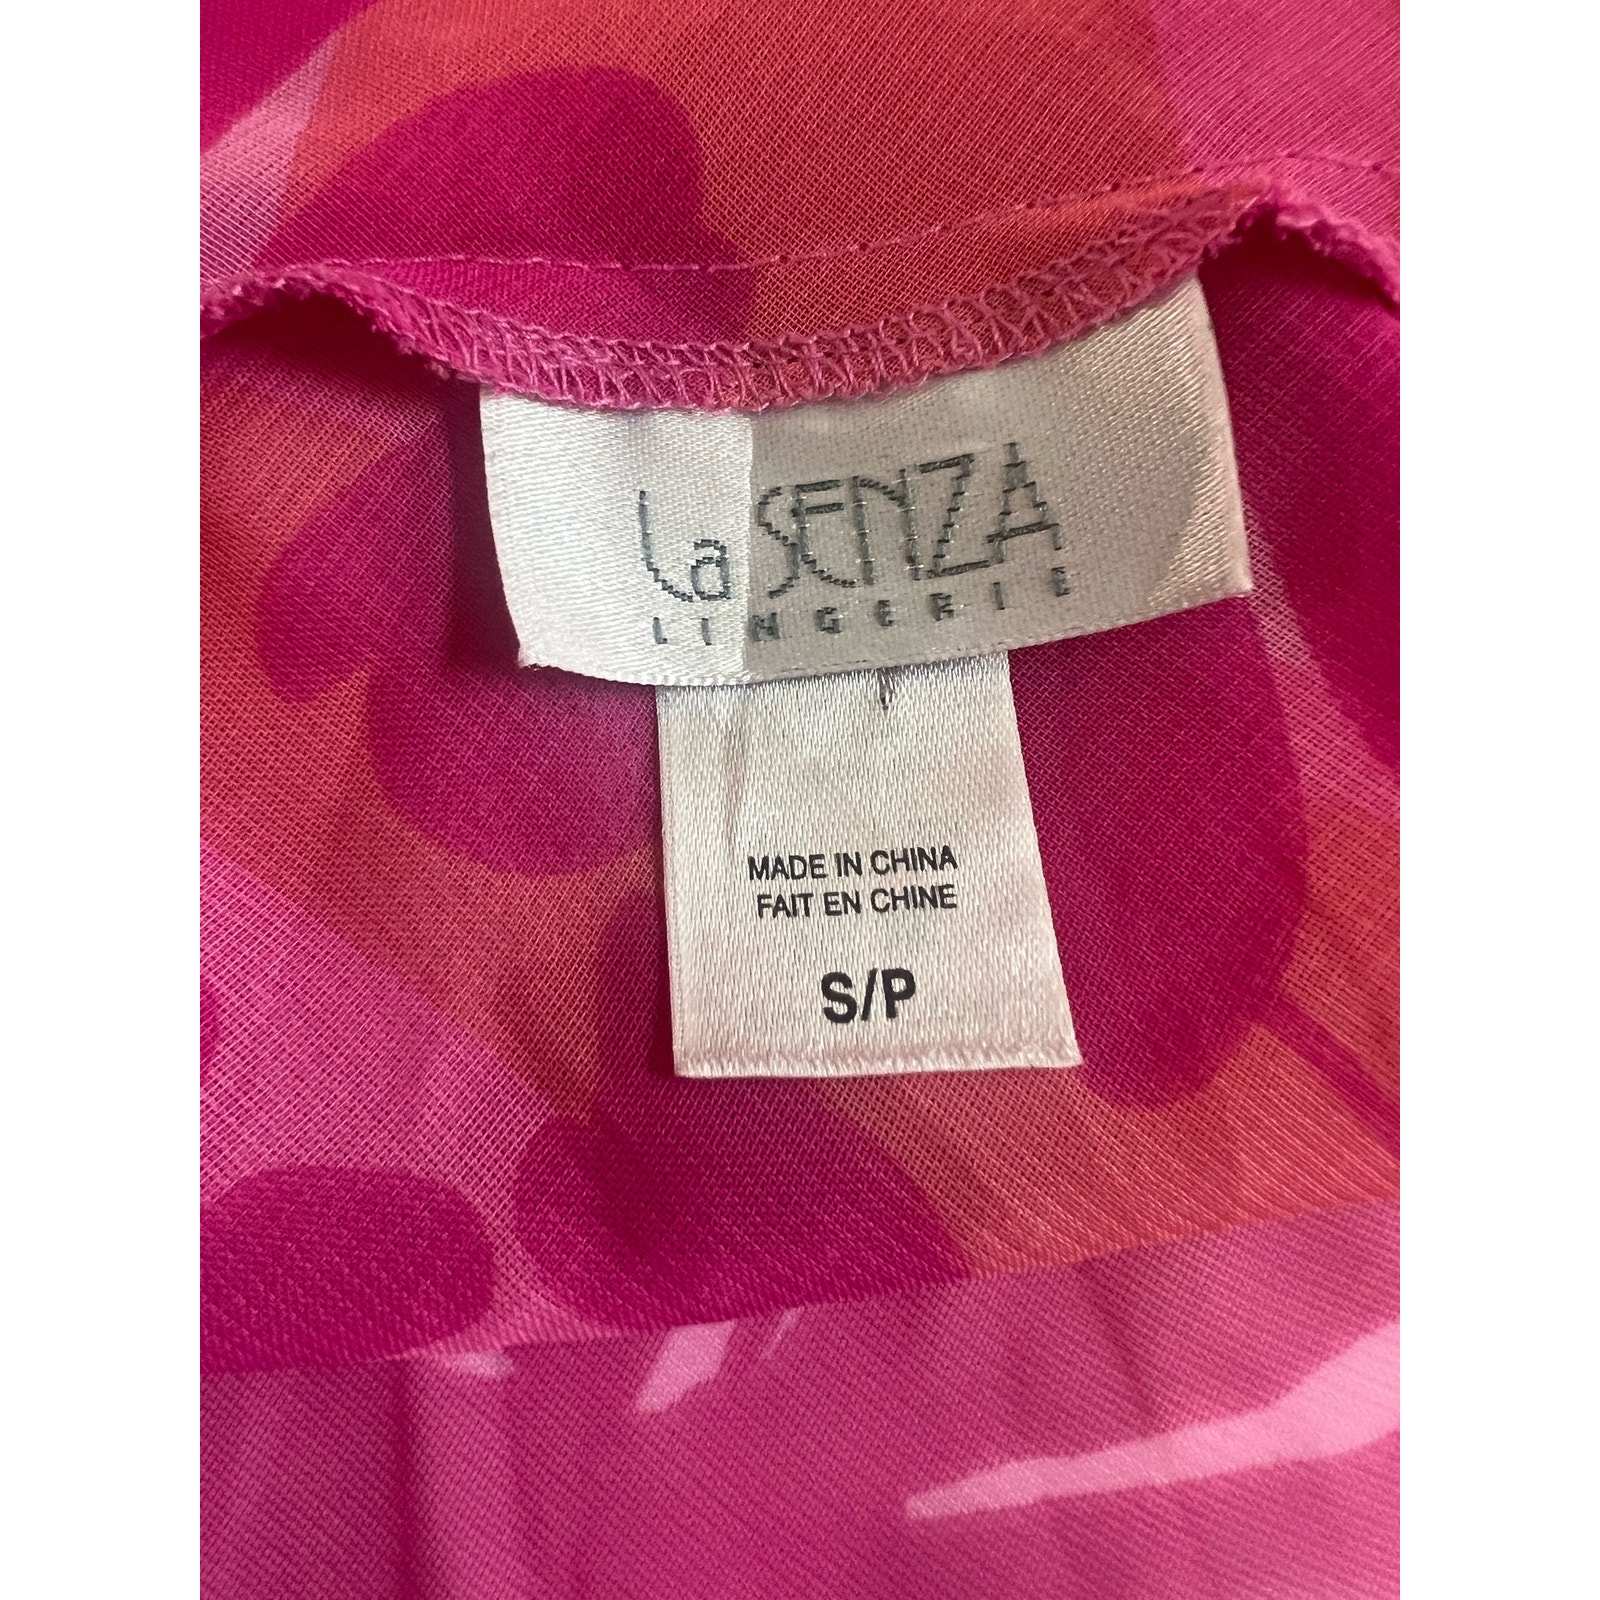 La SENZA
LINGERIE
MADE IN CHINA
FAIT EN CHINE
S/P